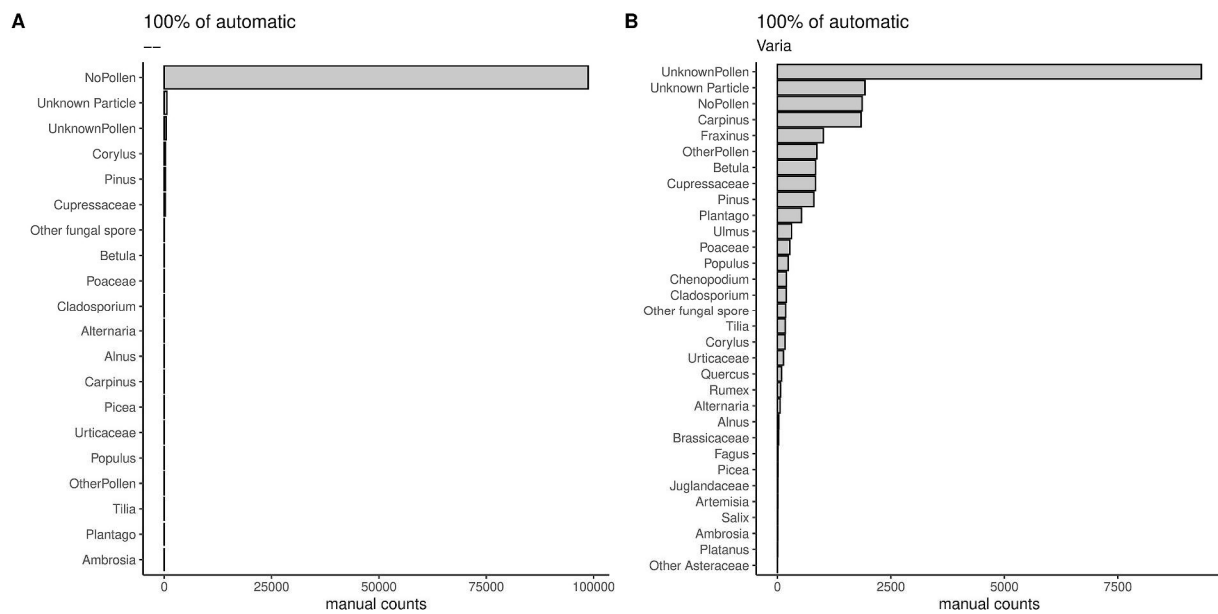 A
100% of automatic
––
NoPollen
Unknown Particle
UnknownPollen
Corylus
Pinus
Cupressaceae
Other fungal spore
Betula
Poaceae
Cladosporium
Alternaria
Alnus
Carpinus
Picea
Urticaceae
Populus
OtherPollen
Tilia
Plantago
Ambrosia
0 25000 50000 75000 100000
manual counts
B
100% of automatic
Varia
UnknownPollen
Unknown Particle
NoPollen
Carpinus
Fraxinus
OtherPollen
Betula
Cupressaceae
Pinus
Plantago
Ulmus
Poaceae
Populus
Chenopodium
Cladosporium
Other fungal spore
Tilia
Corylus
Urticaceae
Quercus
Rumex
Alternaria
Alnus
Brassicaceae
Fagus
Picea
Juglandaceae
Artemisia
Salix
Ambrosia
Platanus
Other Asteraceae
0 2500 5000 7500
manual counts